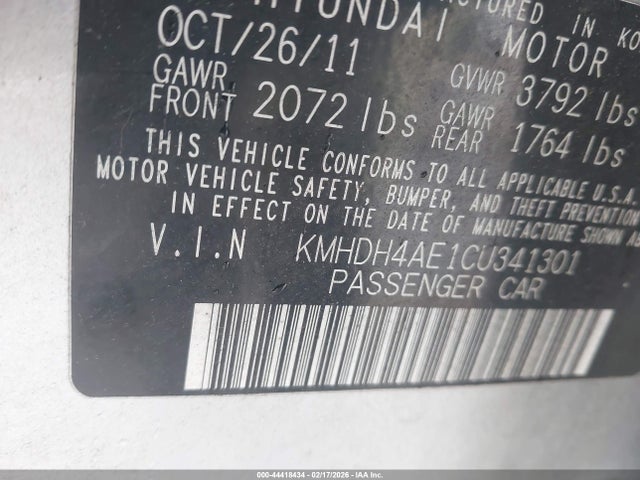 HYUNDAI MOTOR
OCT/26/11
GVWR 3792 lbs
GAWR FRONT 2072 lbs
GAWR REAR 1764 lbs
THIS VEHICLE CONFORMS TO ALL APPLICABLE U.S.A.
MOTOR VEHICLE SAFETY, BUMPER, AND THEFT PREVENTION
IN EFFECT ON THE DATE OF MANUFACTURE SHOWN
V.I.N KMHDH4AE1CU341301
PASSENGER CAR
000-44418434 - 02/17/2026 - IAA Inc.